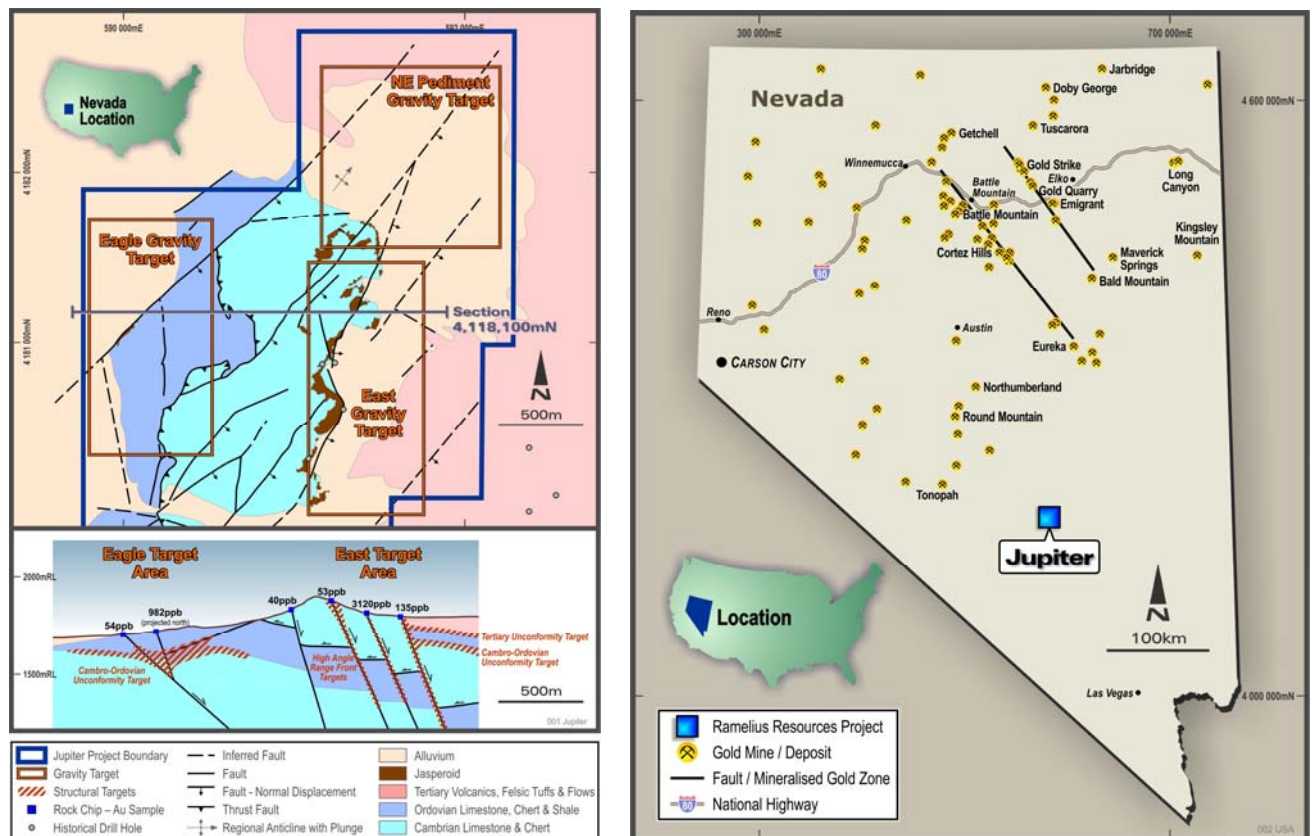 590 000mE
592 000mE
Nevada
Location
NE Pediment
Gravity Target
4 182 000mN
Eagle Gravity
Target
Section
4,118,100mN
4 181 000mN
East
Gravity
Target
N
500m
Eagle Target
Area
East Target
Area
2000mRL
1500mRL
54ppb
982ppb
(projected north)
40ppb
53ppb
3120ppb
135ppb
Cambro-Ordovian
Unconformity Target
High Angle
Range Front
Targets
Tertiary Unconformity Target
Cambro-Ordovian
Unconformity Target
500m
001 Jupiter
Jupiter Project Boundary
Gravity Target
Structural Targets
Rock Chip – Au Sample
Historical Drill Hole
Inferred Fault
Fault
Fault - Normal Displacement
Thrust Fault
Regional Anticline with Plunge
Alluvium
Jasperoid
Tertiary Volcanics, Felsic Tuffs & Flows
Ordovian Limestone, Chert & Shale
Cambrian Limestone & Chert
300 000mE
700 000mE
Nevada
Jarbridge
Doby George
4 600 000mN
Tuscarora
Getchell
Winnemucca
Gold Strike
Elko
Long
Canyon
Battle
Mountain
Gold Quarry
Emigrant
Battle Mountain
Kingsley
Mountain
Cortez Hills
Maverick
Springs
Bald Mountain
80
Reno
Austin
Eureka
CARSON CITY
Northumberland
Round Mountain
Tonopah
Jupiter
N
100km
Location
Las Vegas
4 000 000mN
Ramelius Resources Project
Gold Mine / Deposit
Fault / Mineralised Gold Zone
80
National Highway
002 USA